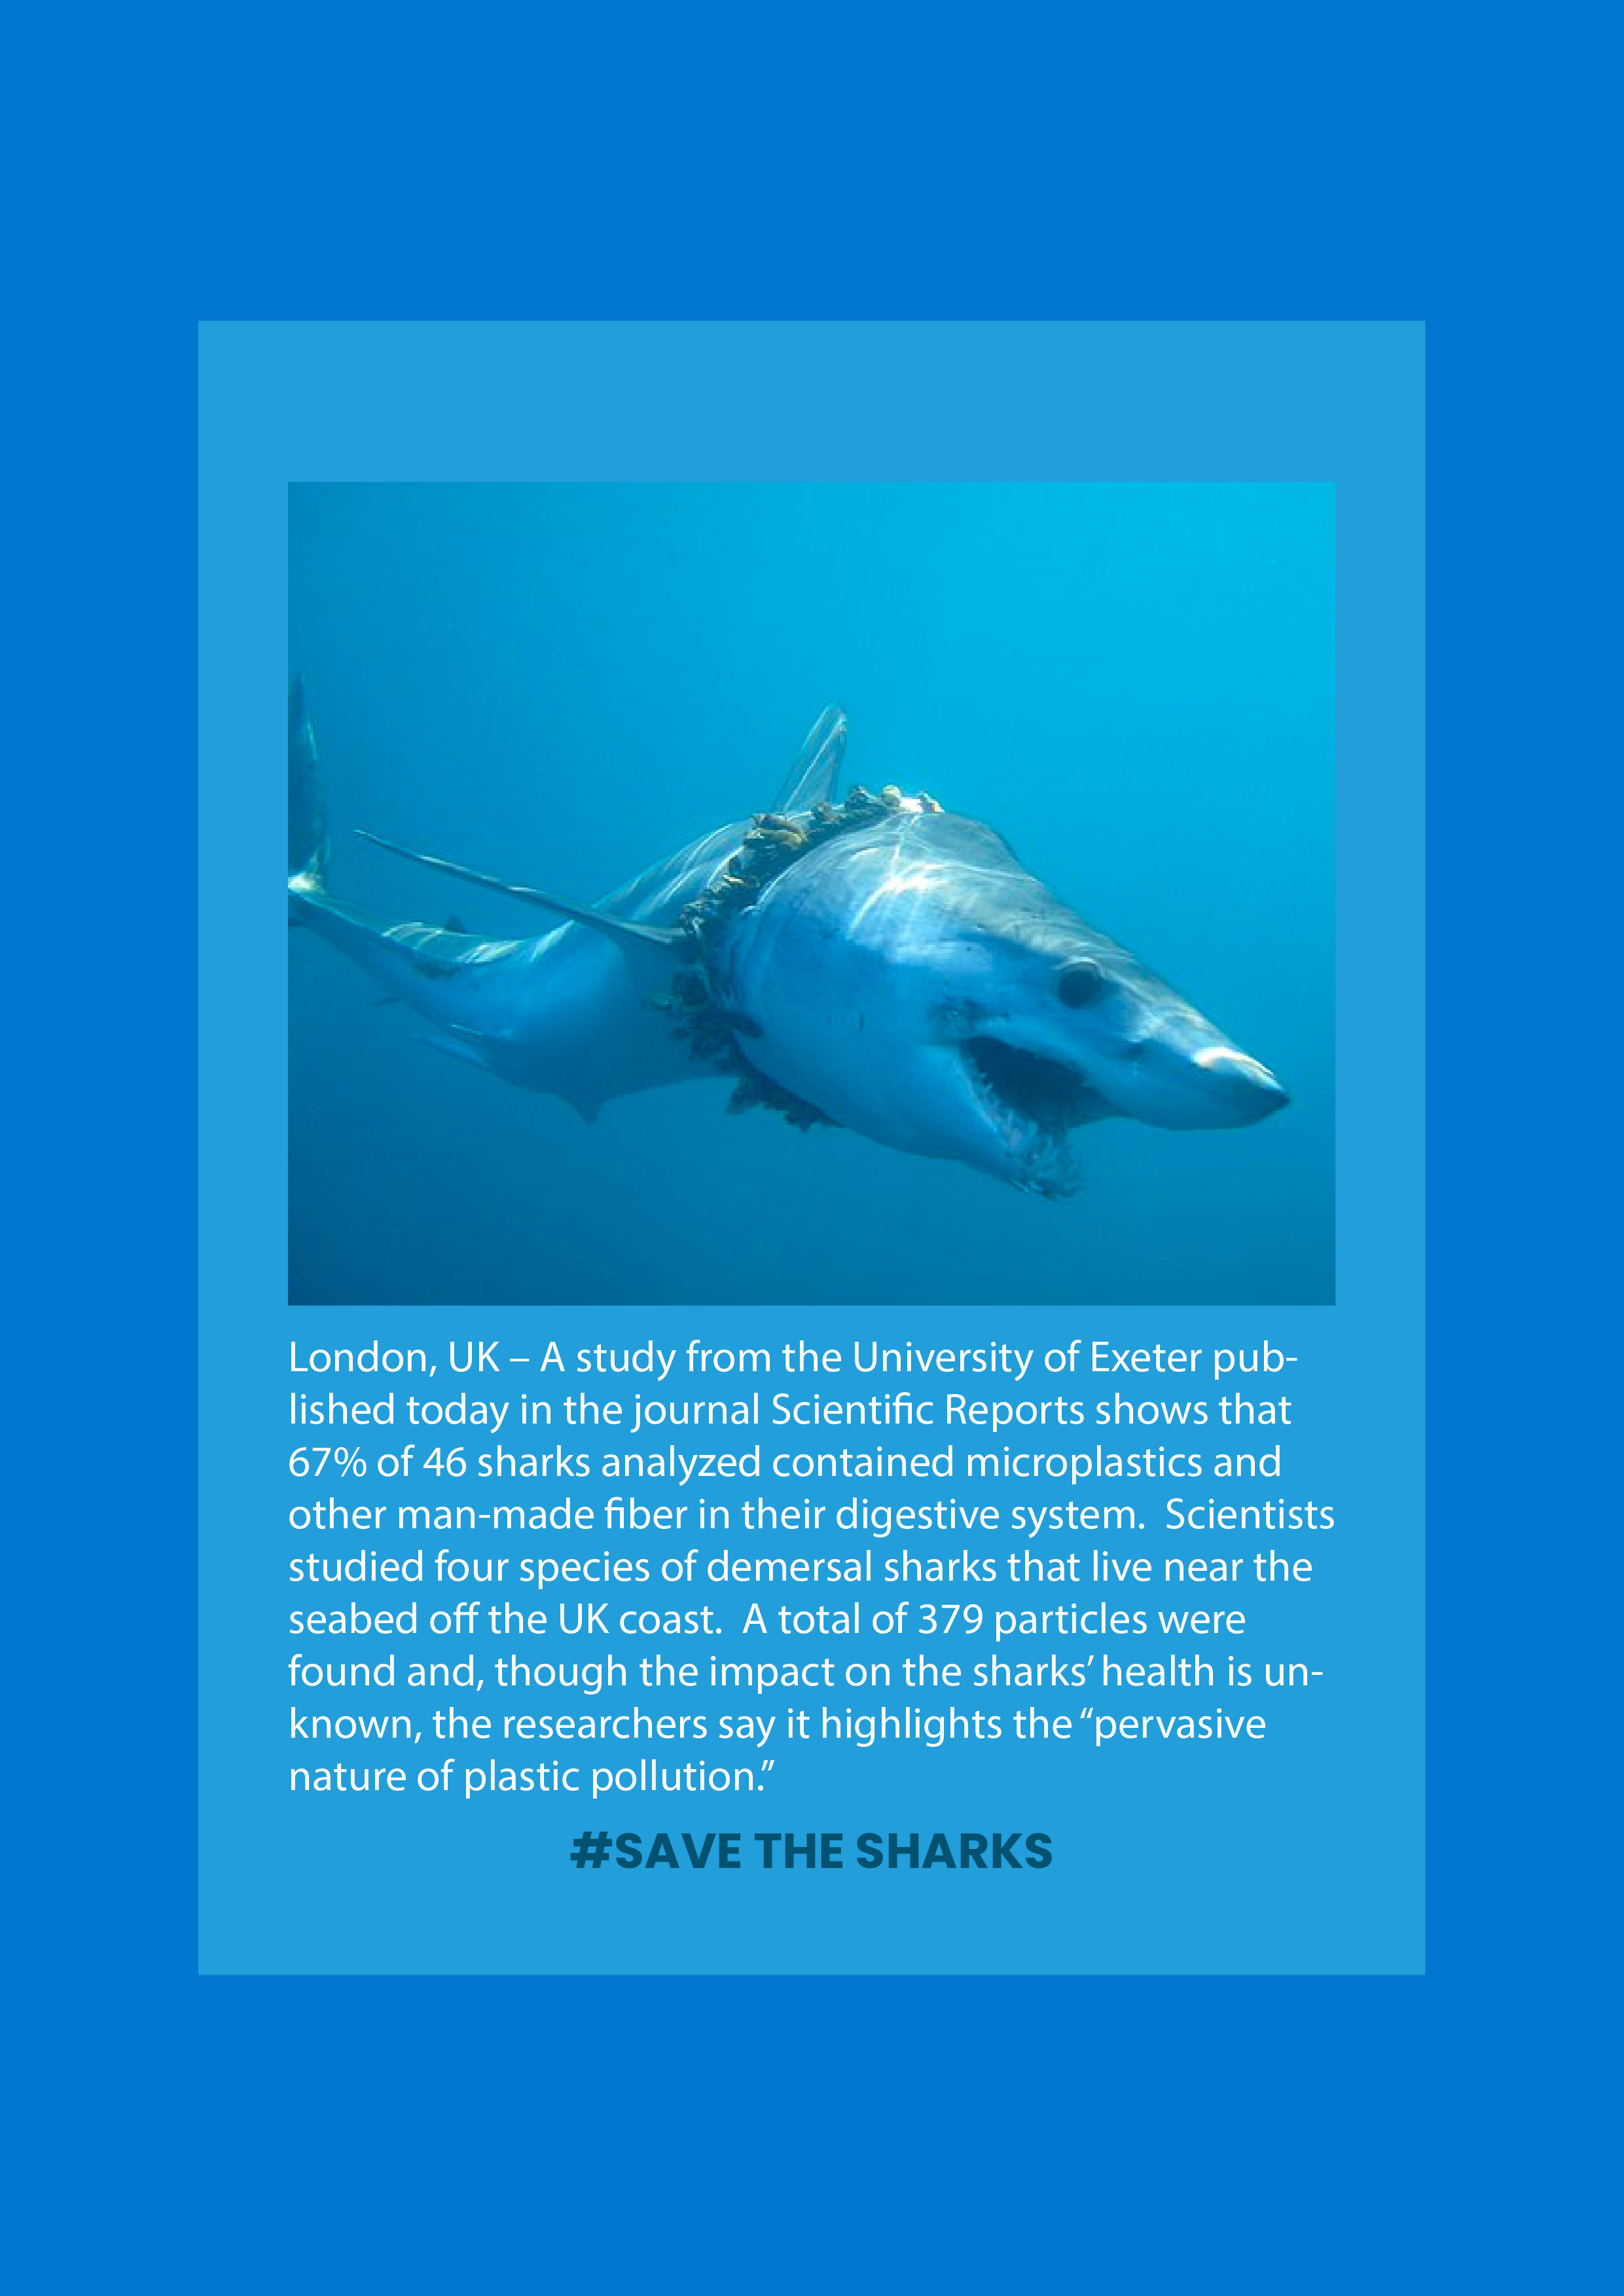 London, UK – A study from the University of Exeter pub-
lished today in the journal Scientific Reports shows that
67% of 46 sharks analyzed contained microplastics and
other man-made fiber in their digestive system.  Scientists
studied four species of demersal sharks that live near the
seabed off the UK coast.  A total of 379 particles were
found and, though the impact on the sharks’ health is un-
known, the researchers say it highlights the “pervasive
nature of plastic pollution.”
#SAVE THE SHARKS